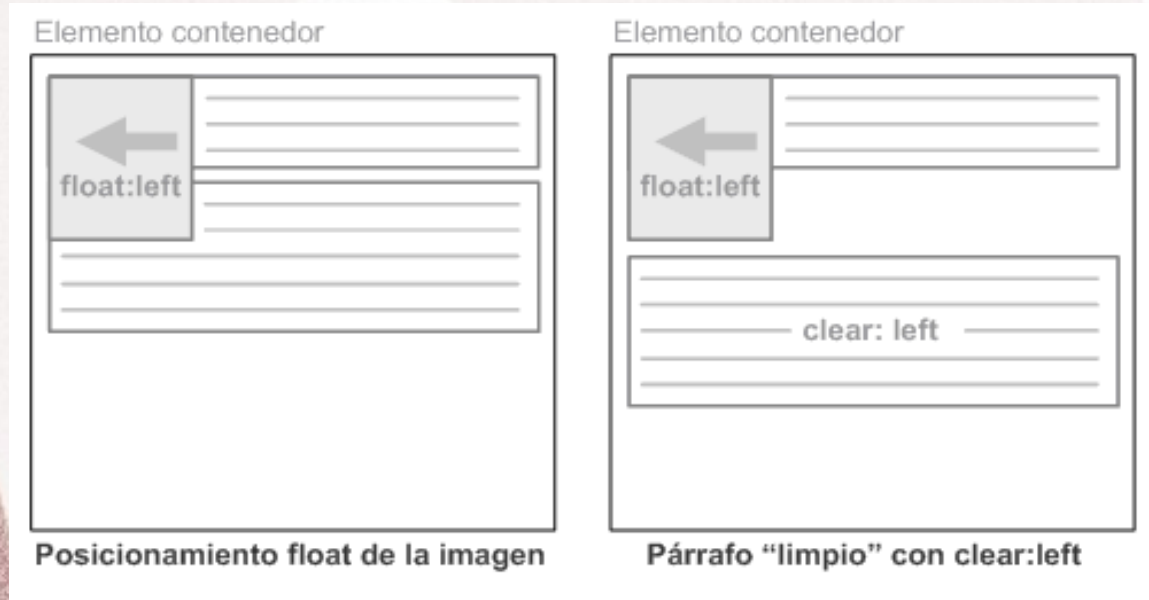 Elemento contenedor
float:left
Posicionamiento float de la imagen
Elemento contenedor
float:left
clear: left
Párrafo “limpio” con clear:left